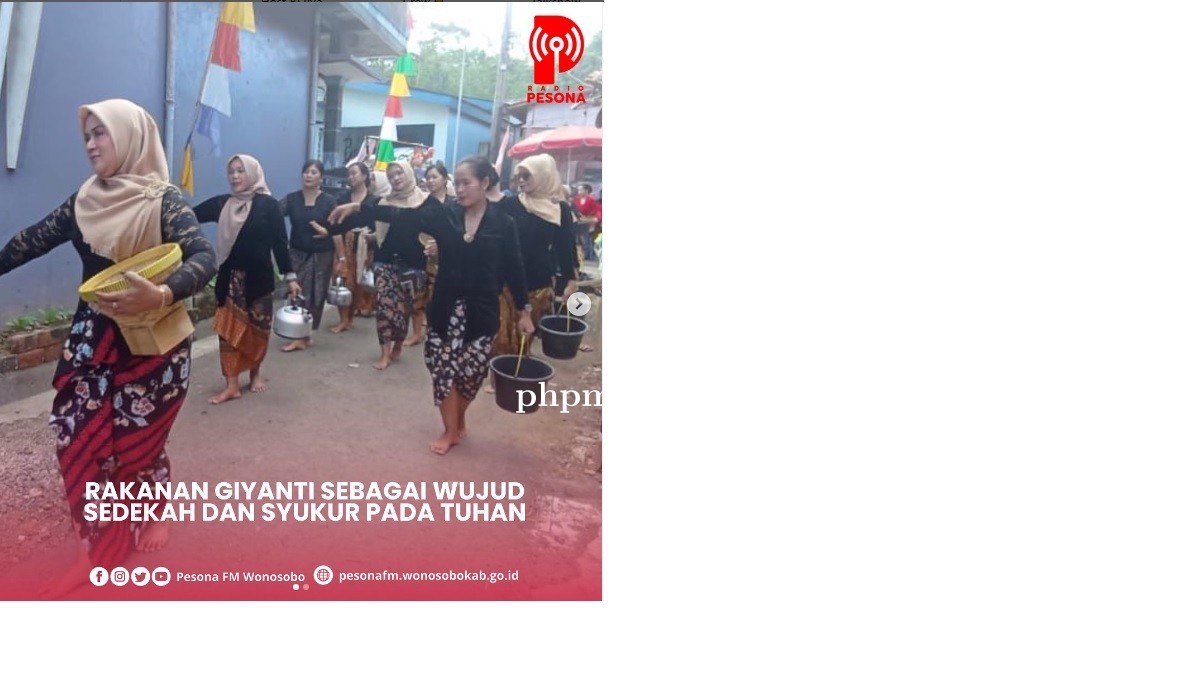 RADIO
PESONA
phpm
RAKANAN GIYANTI SEBAGAI WUJUD
SEDEKAH DAN SYUKUR PADA TUHAN
Pesona FM Wonosobo
pesonafm.wonosobokab.go.id